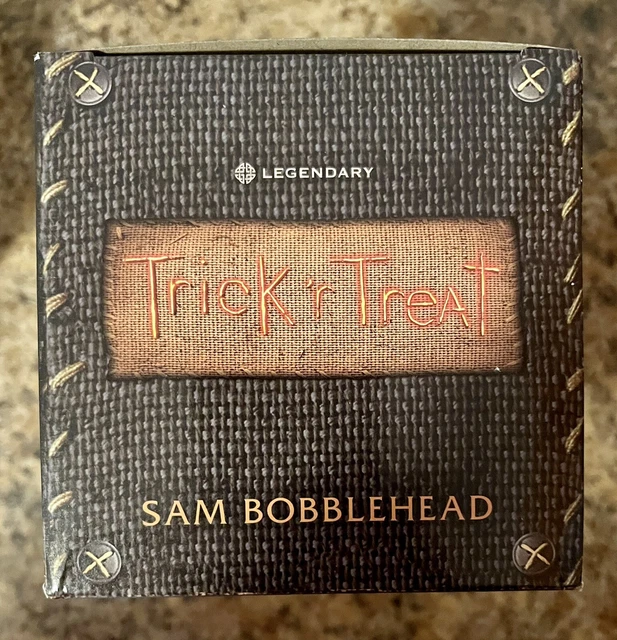 LEGENDARY
Trick 'r Treat
SAM BOBBLEHEAD